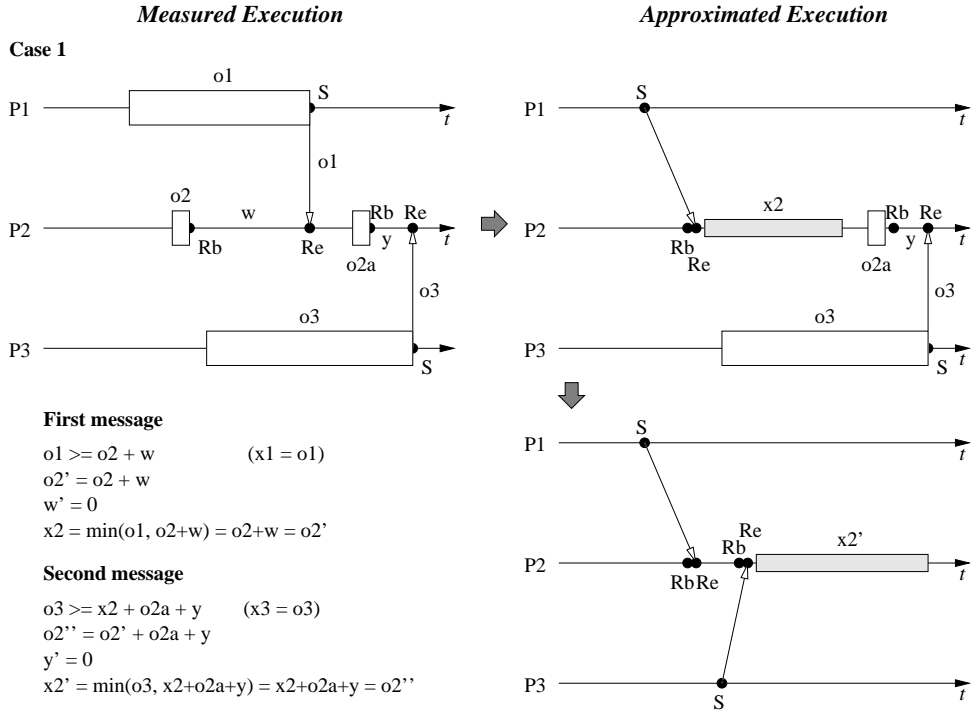 Measured Execution
Approximated Execution
Case 1
o1
P1
S
t
o1
o2
w
Rb
Re
P2
Rb
Re
y
t
o2a
o3
o3
P3
S
t
S
P1
t
x2
Rb
Re
P2
Rb
Re
y
t
o2a
o3
o3
P3
S
t
First message
o1 >= o2 + w (x1 = o1)
o2’ = o2 + w
w’ = 0
x2 = min(o1, o2+w) = o2+w = o2’
Second message
o3 >= x2 + o2a + y (x3 = o3)
o2’’ = o2’ + o2a + y
y’ = 0
x2’ = min(o3, x2+o2a+y) = x2+o2a+y = o2’’
S
P1
t
Re
Rb
x2’
P2
RbRe
t
P3
S
t